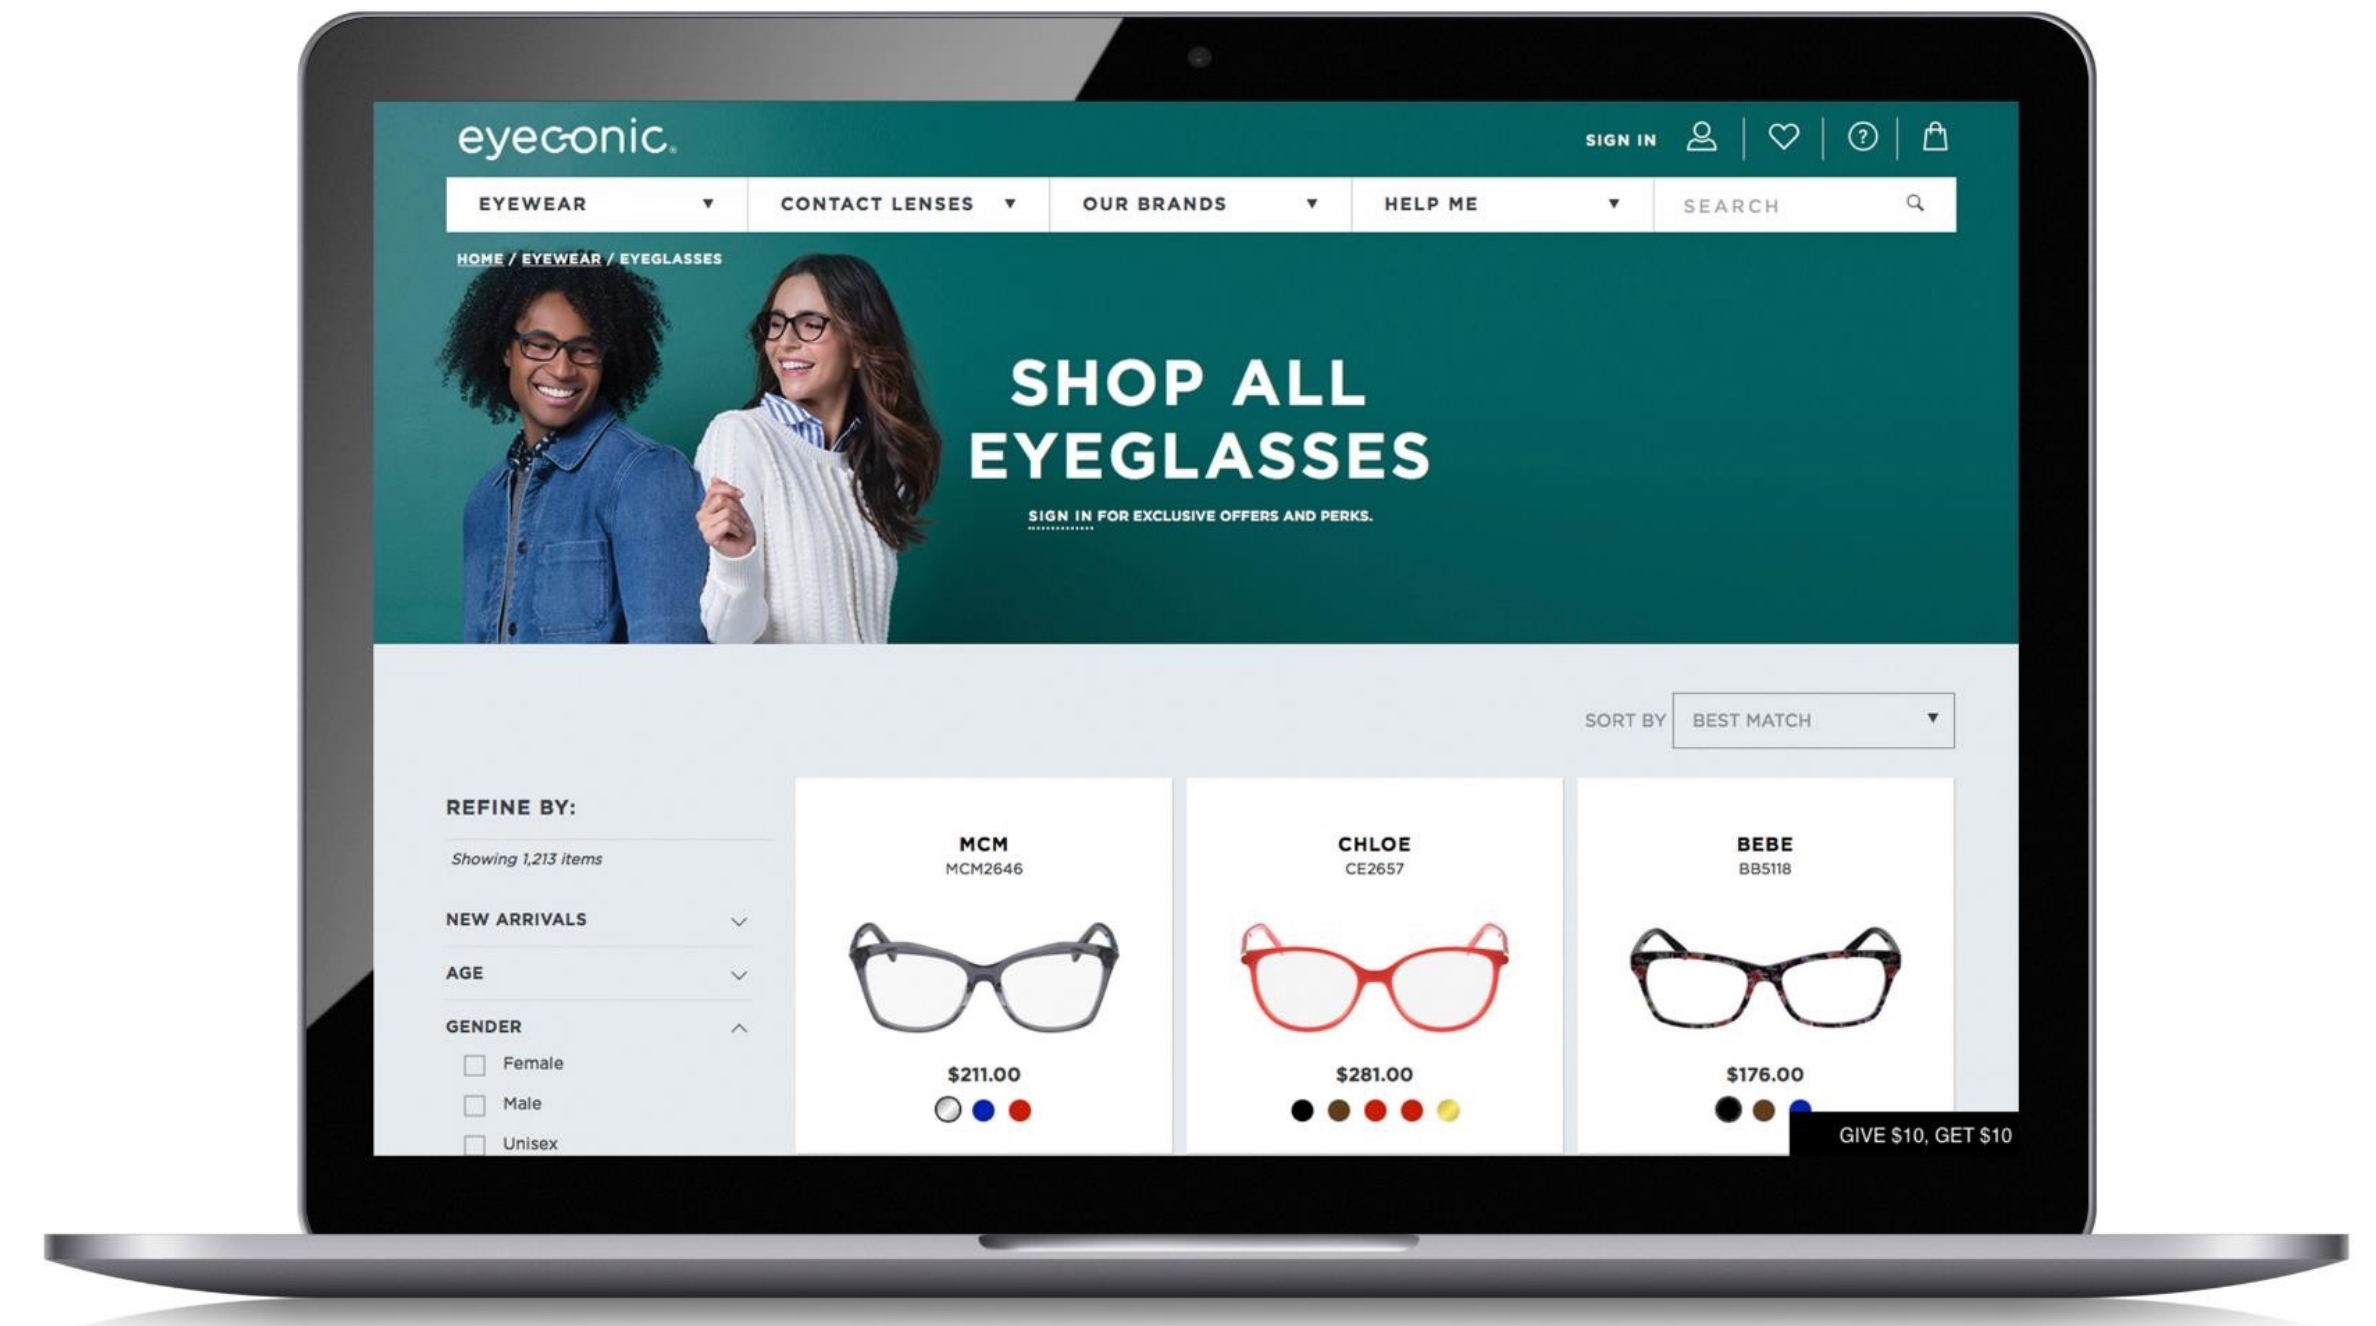 eyeconic.
SIGN IN
EYEWEAR
CONTACT LENSES
OUR BRANDS
HELP ME
SEARCH
HOME / EYEWEAR / EYEGLASSES
SHOP ALL
EYEGLASSES
SIGN IN FOR EXCLUSIVE OFFERS AND PERKS.
SORT BY
BEST MATCH
REFINE BY:
Showing 1,213 items
NEW ARRIVALS
AGE
GENDER
Female
Male
Unisex
MCM
MCM2646
$211.00
CHLOE
CE2657
$281.00
BEBE
BB5118
$176.00
GIVE $10, GET $10